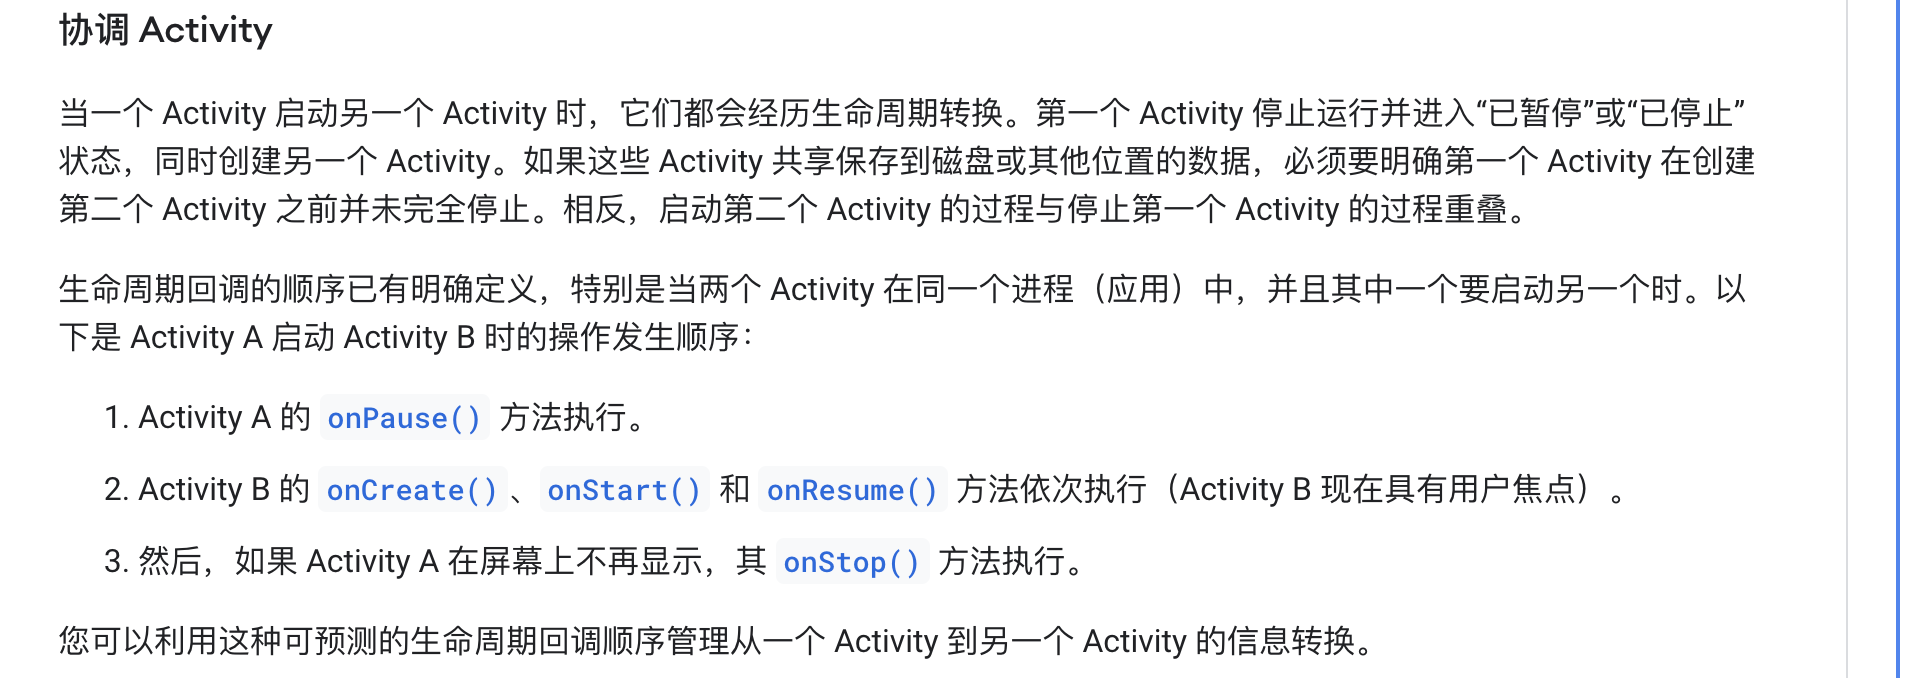 协调 Activity
当一个 Activity 启动另一个 Activity 时，它们都会经历生命周期转换。第一个 Activity 停止运行并进入“已暂停”或“已停止”
状态，同时创建另一个 Activity。如果这些 Activity 共享保存到磁盘或其他位置的数据，必须要明确第一个 Activity 在创建
第二个 Activity 之前并未完全停止。相反，启动第二个 Activity 的过程与停止第一个 Activity 的过程重叠。
生命周期回调的顺序已有明确定义，特别是当两个 Activity 在同一个进程（应用）中，并且其中一个要启动另一个时。以
下是 Activity A 启动 Activity B 时的操作发生顺序：
1. Activity A 的 onPause() 方法执行。
2. Activity B 的 onCreate()、onStart() 和 onResume() 方法依次执行（Activity B 现在具有用户焦点）。
3. 然后，如果 Activity A 在屏幕上不再显示，其 onStop() 方法执行。
您可以利用这种可预测的生命周期回调顺序管理从一个 Activity 到另一个 Activity 的信息转换。